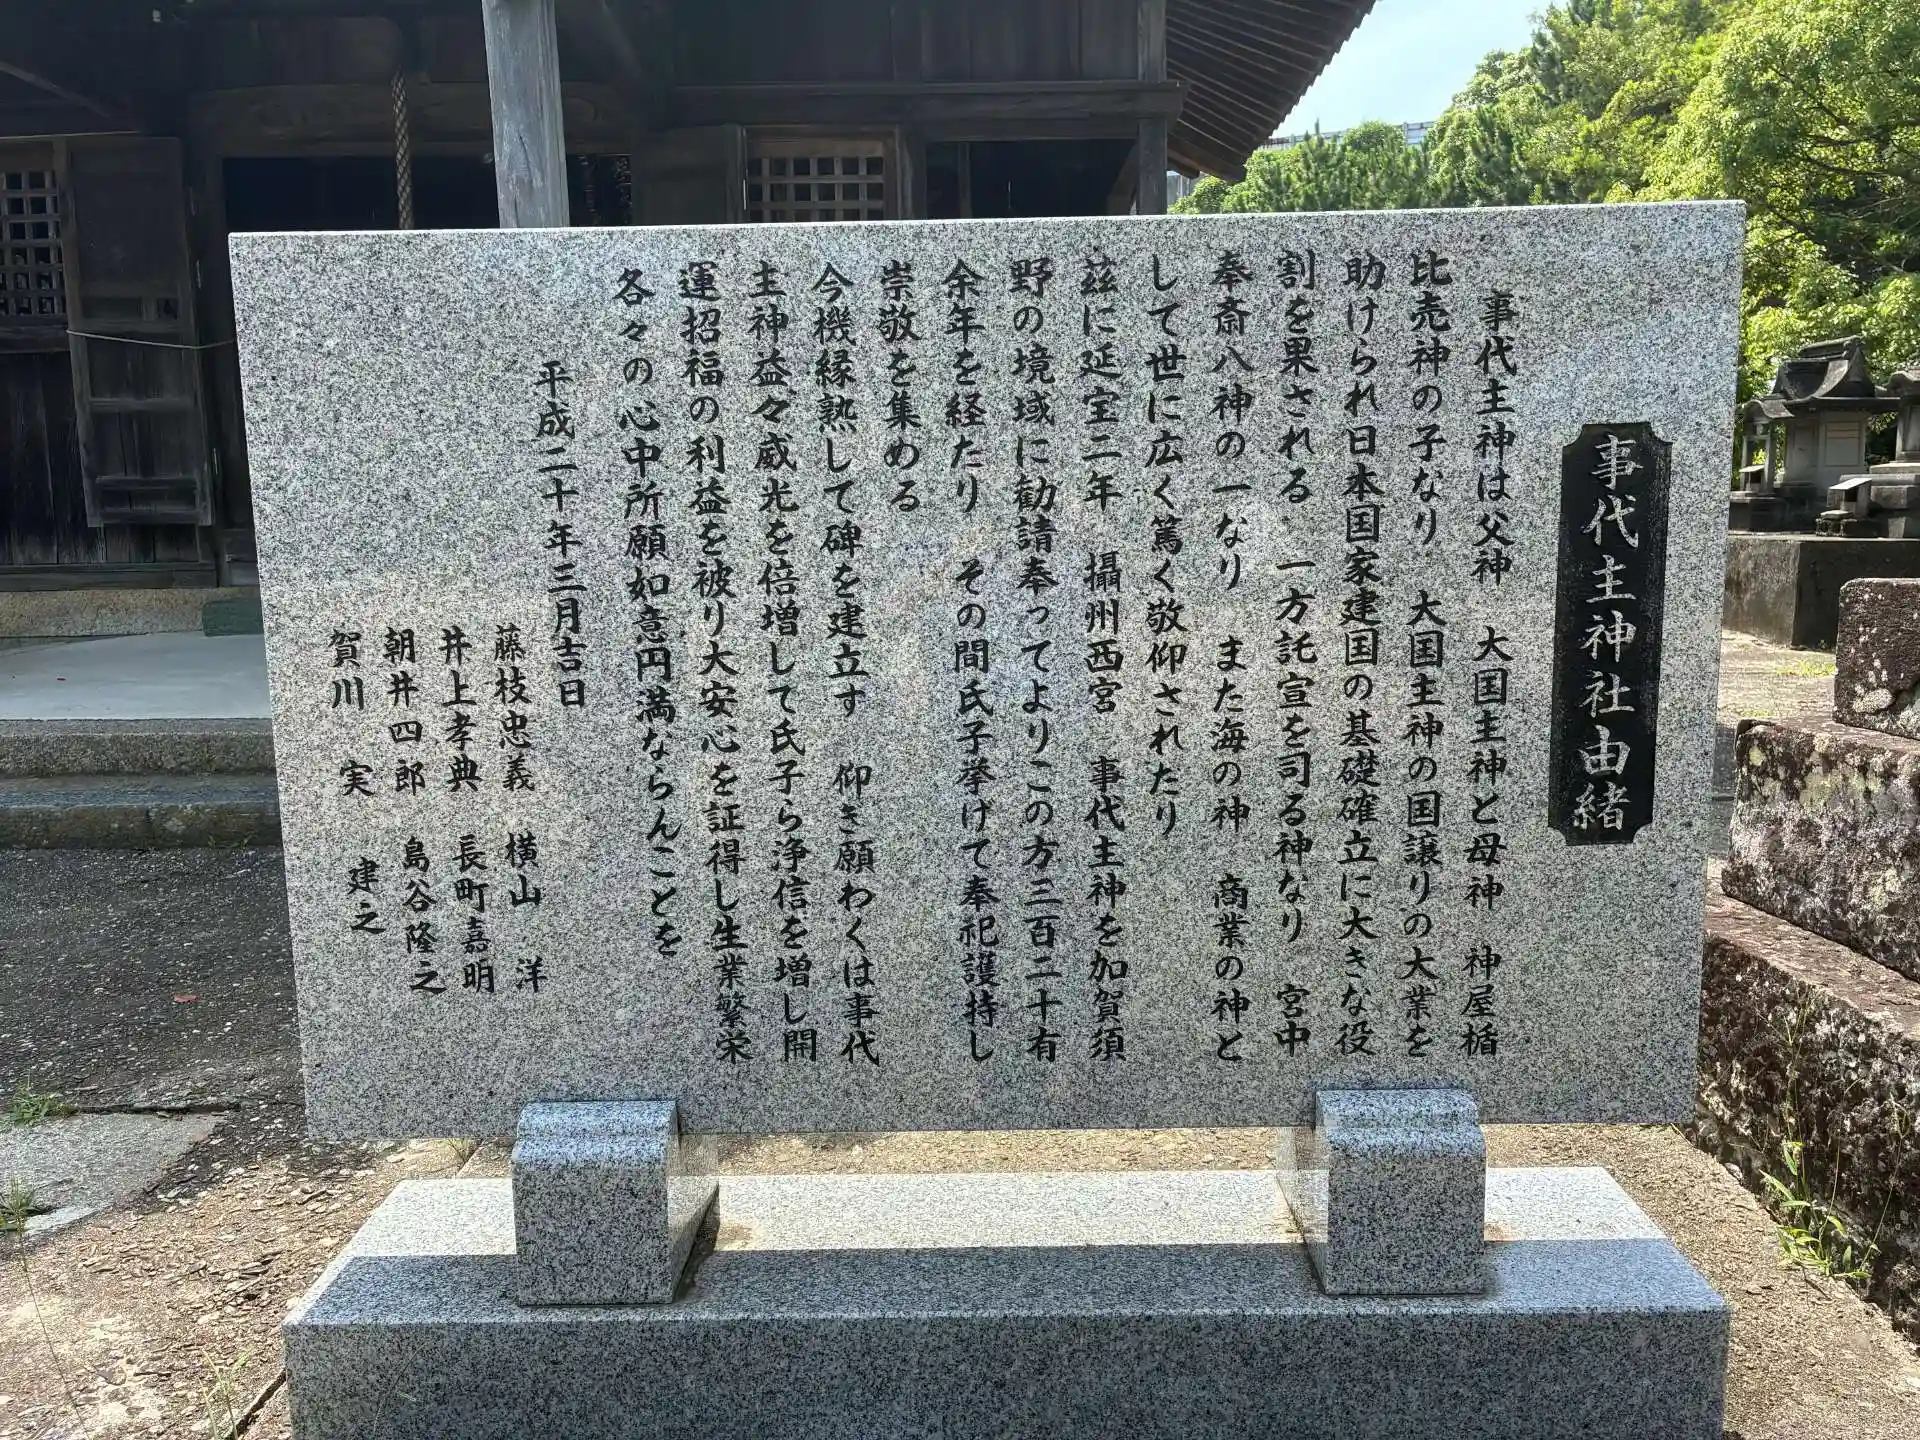 事代主神社由緒
事代主神は父神　大国主神と母神　神屋楯
比売神の子なり　大国主神の国譲りの大業を
助けられ日本国家建国の基礎確立に大きな役
割を果される　一方託宣を司る神なり　宮中
奉斎八神の一なり　また海の神　商業の神と
して世に広く篤く敬仰されたり
茲に延宝二年　攝州西宮　事代主神を加賀須
野の境域に勧請奉ってよりこの方三百二十有
余年を経たり　その間氏子挙げて奉祀護持し
崇敬を集める
今機縁熟して碑を建立す　仰き願わくは事代
主神益々威光を倍増して氏子ら浄信を増し開
運招福の利益を被り大安心を証得し生業繁栄
各々の心中所願如意円満ならんことを
平成二十年三月吉日
藤枝忠義　横山　洋
井上孝典　長町嘉明
朝井四郎　島谷隆之
賀川　実　建之